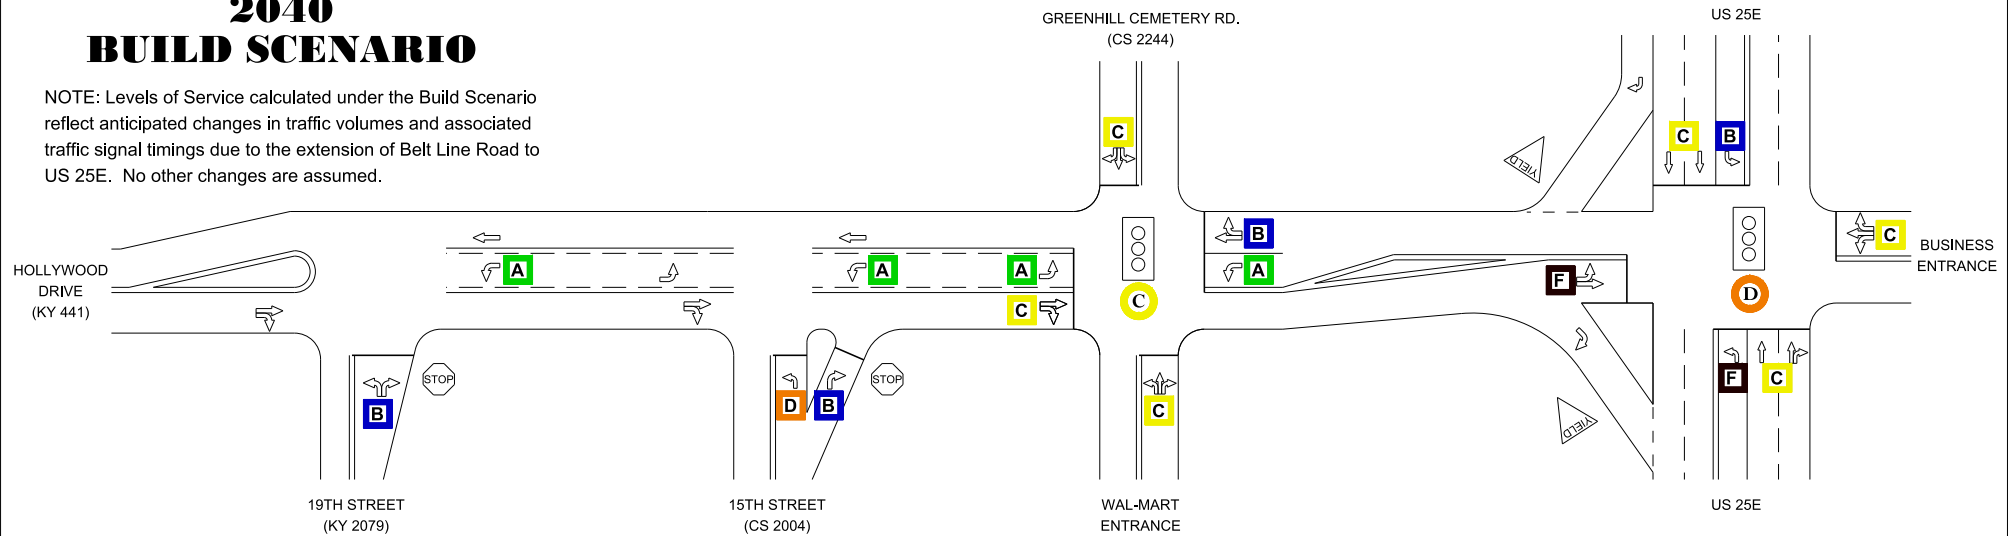 2040
BUILD SCENARIO
NOTE: Levels of Service calculated under the Build Scenario
reflect anticipated changes in traffic volumes and associated
traffic signal timings due to the extension of Belt Line Road to
US 25E. No other changes are assumed.
GREENHILL CEMETERY RD.
(CS 2244)
US 25E
C
C
B
YIELD
B
C
BUSINESS
ENTRANCE
HOLLYWOOD
DRIVE
(KY 441)
A
A
A
A
F
C
C
D
STOP
B
STOP
D
B
C
F
C
YIELD
19TH STREET
(KY 2079)
15TH STREET
(CS 2004)
WAL-MART
ENTRANCE
US 25E